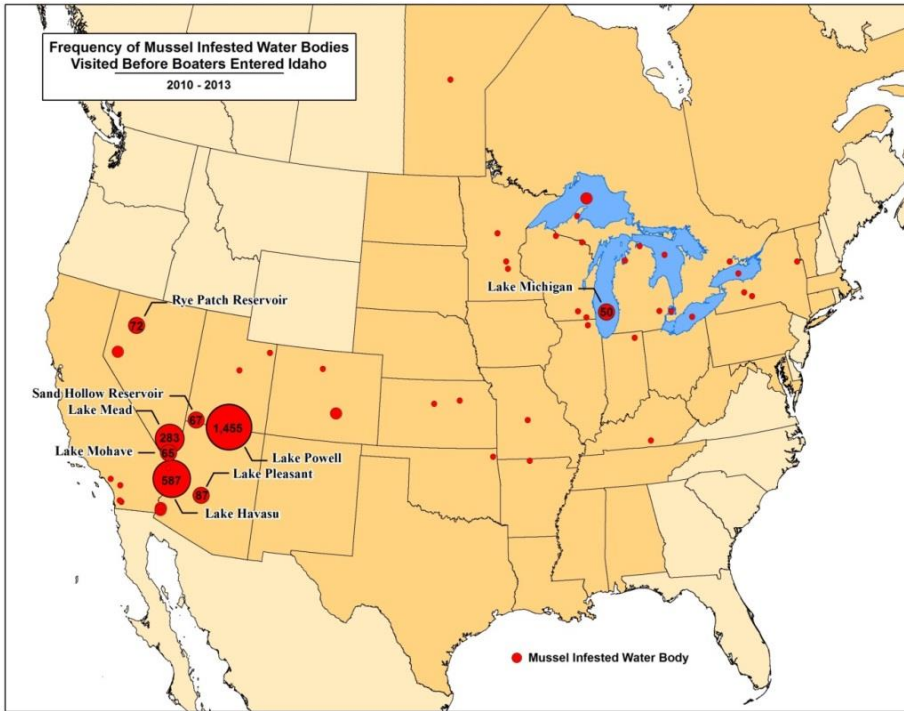 Frequency of Mussel Infested Water Bodies
Visited Before Boaters Entered Idaho
2010 - 2013
Lake Michigan
50
Rye Patch Reservoir
72
Sand Hollow Reservoir
67
Lake Mead
283
1,455
Lake Powell
Lake Mohave
65
Lake Pleasant
87
587
Lake Havasu
Mussel Infested Water Body